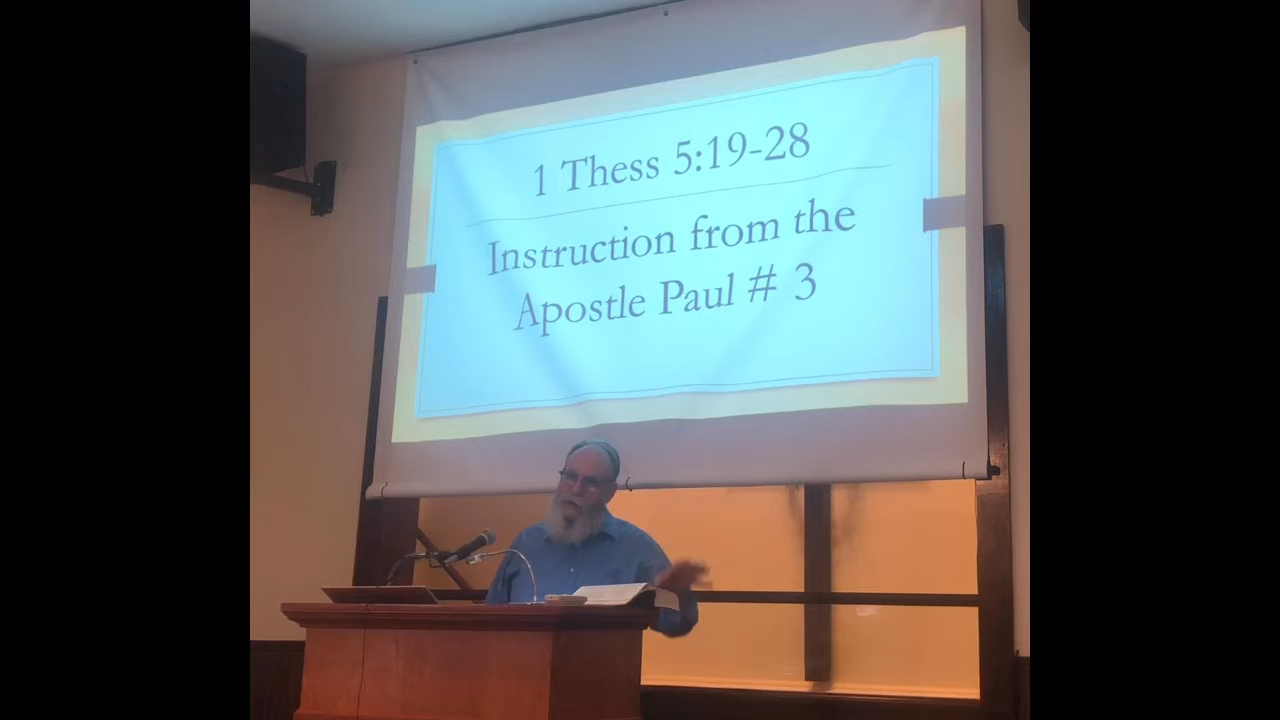 1 Thess 5:19-28
Instruction from the
Apostle Paul # 3